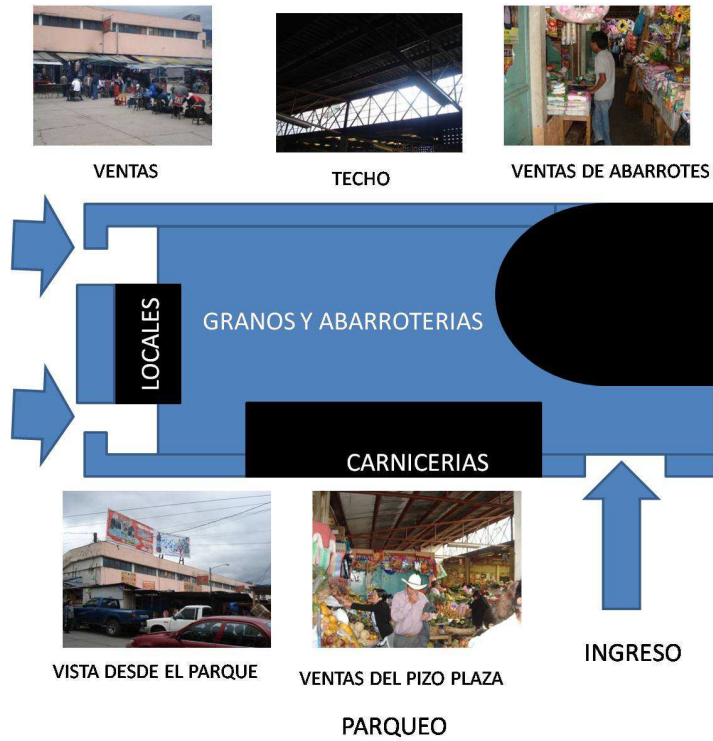 VENTAS
TECHO
VENTAS DE ABARROTES
LOCALES
GRANOS Y ABARROTERIAS
CARNICERIAS
VISTA DESDE EL PARQUE
VENTAS DEL PIZO PLAZA
INGRESO
PARQUEO